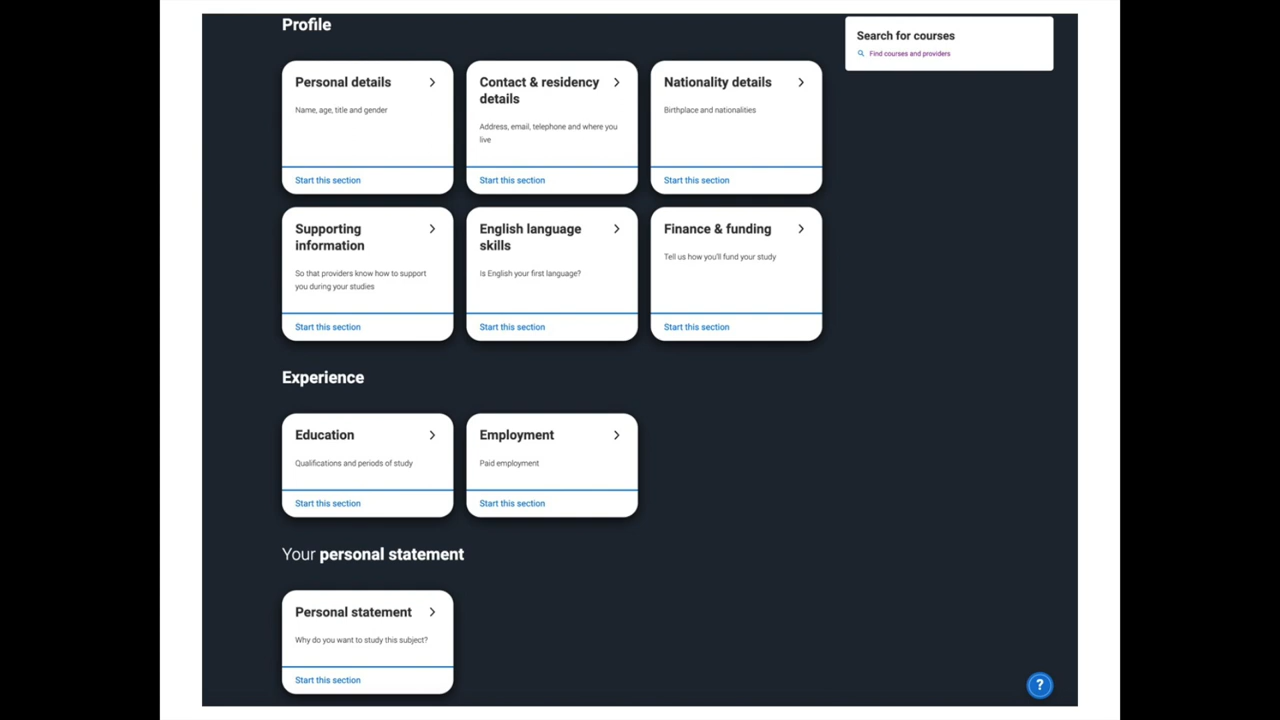 Profile
Search for courses
Find courses and providers
Personal details
Name, age, title and gender
Start this section
Contact & residency
details
Address, email, telephone and where you
live
Start this section
Nationality details
Birthplace and nationalities
Start this section
Supporting
information
So that providers know how to support
you during your studies
Start this section
English language
skills
Is English your first language?
Start this section
Finance & funding
Tell us how you'll fund your study
Start this section
Experience
Education
Qualifications and periods of study
Start this section
Employment
Paid employment
Start this section
Your personal statement
Personal statement
Why do you want to study this subject?
Start this section
?